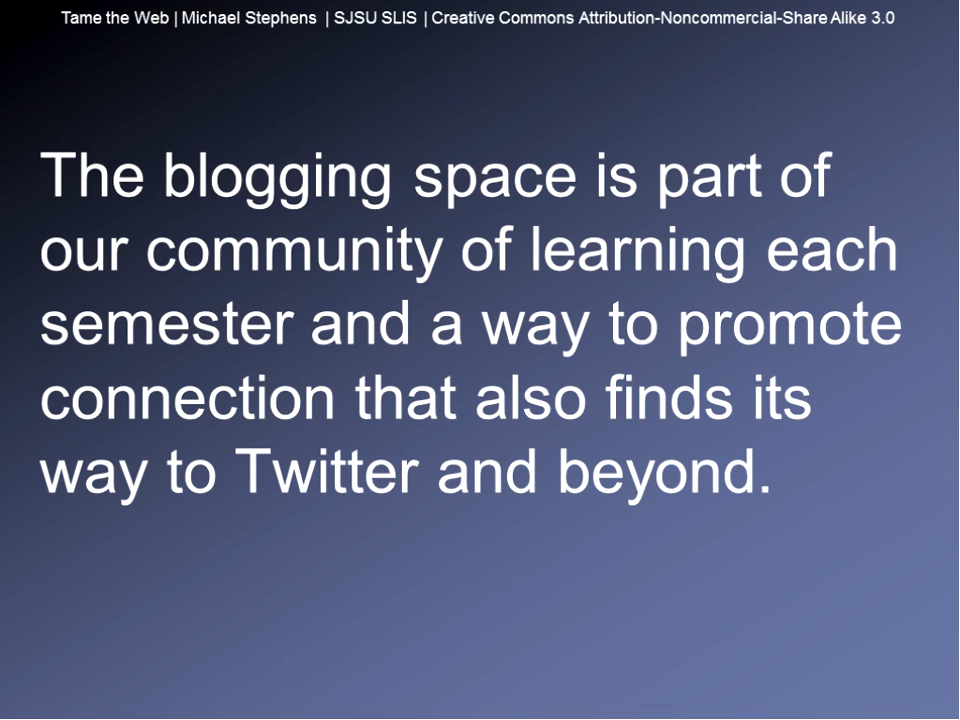 Tame the Web | Michael Stephens | SJSU SLIS | Creative Commons Attribution-Noncommercial-Share Alike 3.0
The blogging space is part of
our community of learning each
semester and a way to promote
connection that also finds its
way to Twitter and beyond.